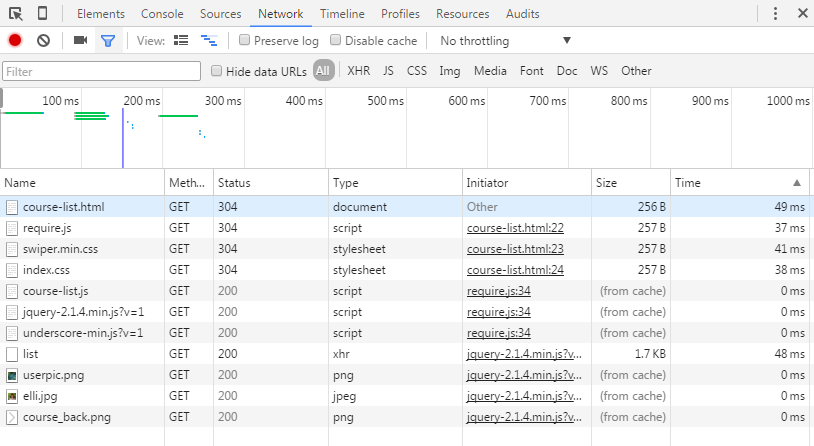 Elements Console Sources Network Timeline Profiles Resources Audits
View: Preserve log Disable cache No throttling
Filter Hide data URLs All XHR JS CSS Img Media Font Doc WS Other
100 ms 200 ms 300 ms 400 ms 500 ms 600 ms 700 ms 800 ms 900 ms 1000 ms
Name Meth... Status Type Initiator Size Time
course-list.html GET 304 document Other 256 B 49 ms
require.js GET 304 script course-list.html:22 257 B 37 ms
swiper.min.css GET 304 stylesheet course-list.html:23 257 B 41 ms
index.css GET 304 stylesheet course-list.html:24 257 B 38 ms
course-list.js GET 200 script require.js:34 (from cache) 0 ms
jquery-2.1.4.min.js?v=1 GET 200 script require.js:34 (from cache) 0 ms
underscore-min.js?v=1 GET 200 script require.js:34 (from cache) 0 ms
list GET 200 xhr jquery-2.1.4.min.js?v... 1.7 KB 48 ms
userpic.png GET 200 png jquery-2.1.4.min.js?v... (from cache) 0 ms
elli.jpg GET 200 jpeg jquery-2.1.4.min.js?v... (from cache) 0 ms
course_back.png GET 200 png jquery-2.1.4.min.js?v... (from cache) 0 ms